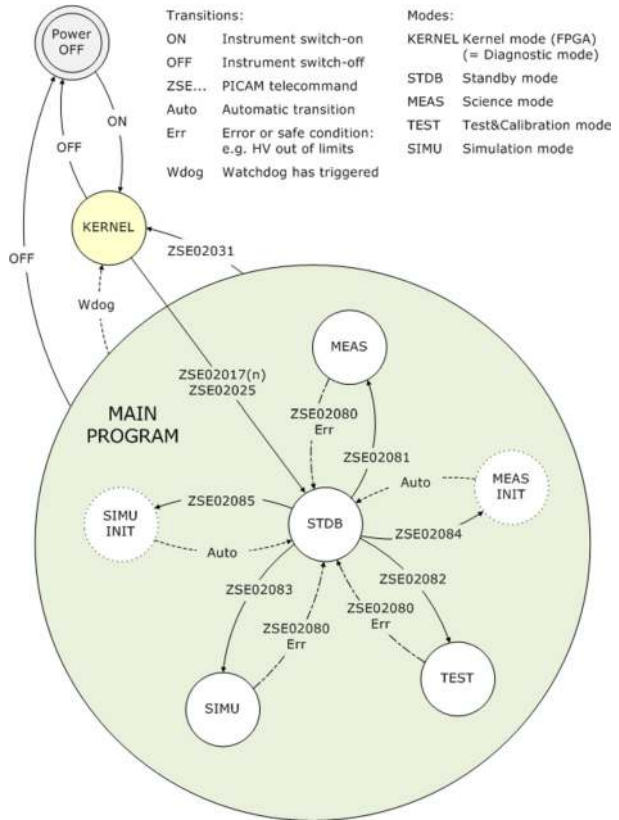 Power
OFF
Transitions:
ON Instrument switch-on
OFF Instrument switch-off
ZSE... PICAM telecommand
Auto Automatic transition
Err Error or safe condition:
e.g. HV out of limits
Wdog Watchdog has triggered
Modes:
KERNEL Kernel mode (FPGA)
(= Diagnostic mode)
STDB Standby mode
MEAS Science mode
TEST Test&Calibration mode
SIMU Simulation mode
ON
OFF
KERNEL
OFF
ZSE02031
Wdog
ZSE02017(n)
ZSE02025
MAIN
PROGRAM
MEAS
ZSE02080
Err
ZSE02081
MEAS
INIT
Auto
SIMU
INIT
ZSE02085
STDB
ZSE02084
Auto
ZSE02083
ZSE02082
ZSE02080
Err
ZSE02080
Err
SIMU
TEST